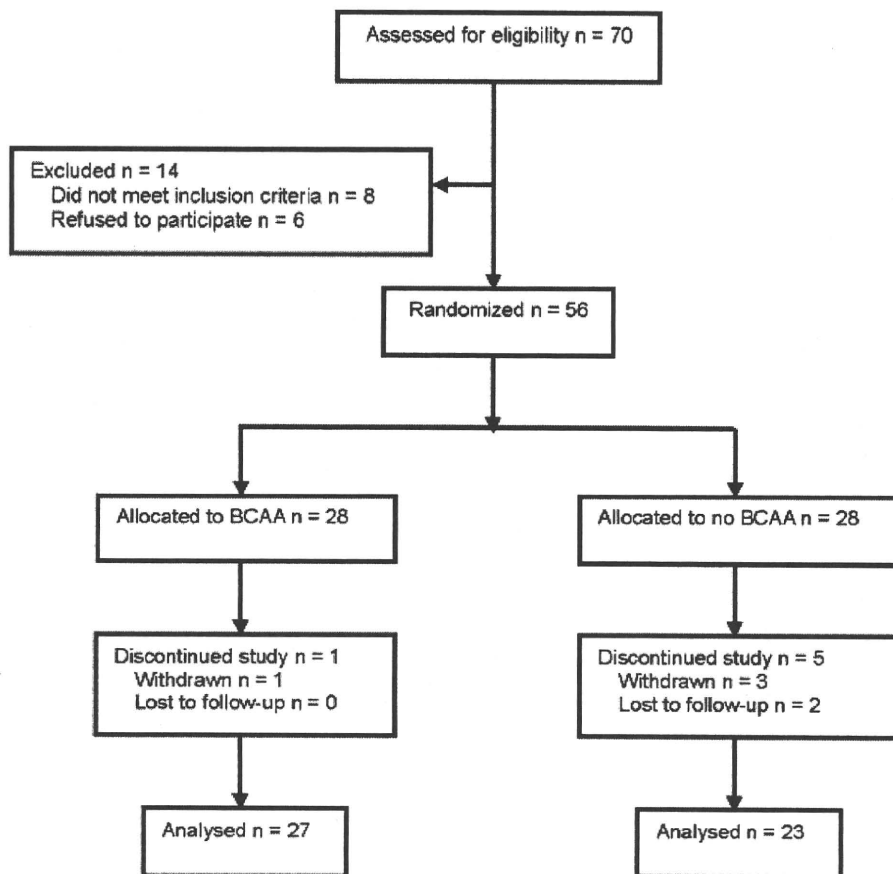 Assessed for eligibility n = 70
Excluded n = 14
Did not meet inclusion criteria n = 8
Refused to participate n = 6
Randomized n = 56
Allocated to BCAA n = 28
Allocated to no BCAA n = 28
Discontinued study n = 1
Withdrawn n = 1
Lost to follow-up n = 0
Discontinued study n = 5
Withdrawn n = 3
Lost to follow-up n = 2
Analysed n = 27
Analysed n = 23